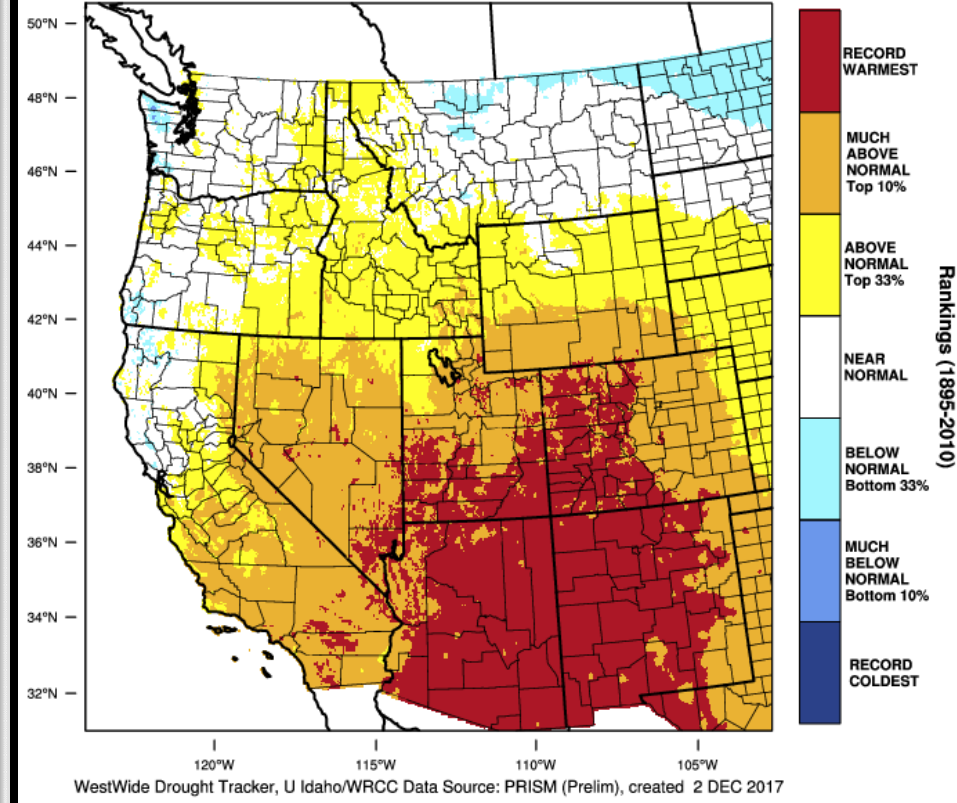 50°N
48°N
46°N
44°N
42°N
40°N
38°N
36°N
34°N
32°N
120°W
115°W
110°W
105°W
RECORD
WARMEST
MUCH
ABOVE
NORMAL
Top 10%
ABOVE
NORMAL
Top 33%
NEAR
NORMAL
BELOW
NORMAL
Bottom 33%
MUCH
BELOW
NORMAL
Bottom 10%
RECORD
COLDEST
Rankings (1895-2010)
WestWide Drought Tracker, U Idaho/WRCC Data Source: PRISM (Prelim), created 2 DEC 2017